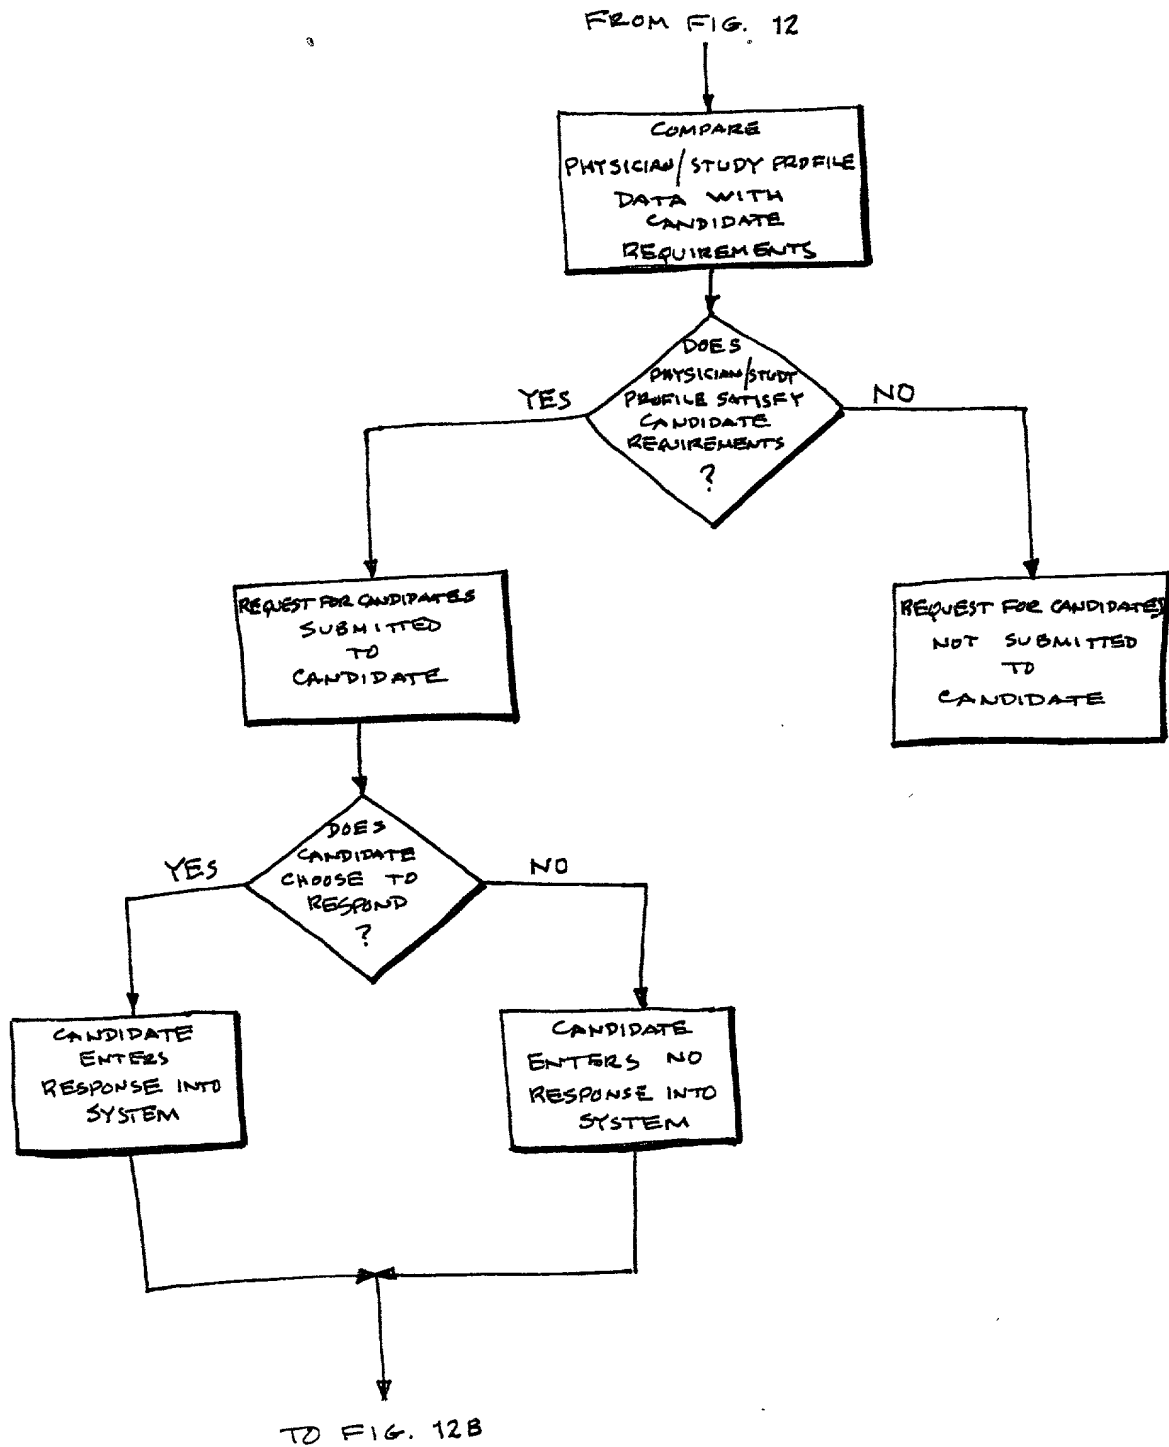 FROM FIG. 12
COMPARE
PHYSICIAN/STUDY PROFILE
DATA WITH
CANDIDATE
REQUIREMENTS
DOES
PHYSICIAN/STUDY
PROFILE SATISFY
CANDIDATE
REQUIREMENTS
?
YES
NO
REQUEST FOR CANDIDATES
SUBMITTED
TO
CANDIDATE
REQUEST FOR CANDIDATES
NOT SUBMITTED
TO
CANDIDATE
DOES
CANDIDATE
CHOOSE TO
RESPOND
?
YES
NO
CANDIDATE
ENTERS
RESPONSE INTO
SYSTEM
CANDIDATE
ENTERS NO
RESPONSE INTO
SYSTEM
TO FIG. 12B